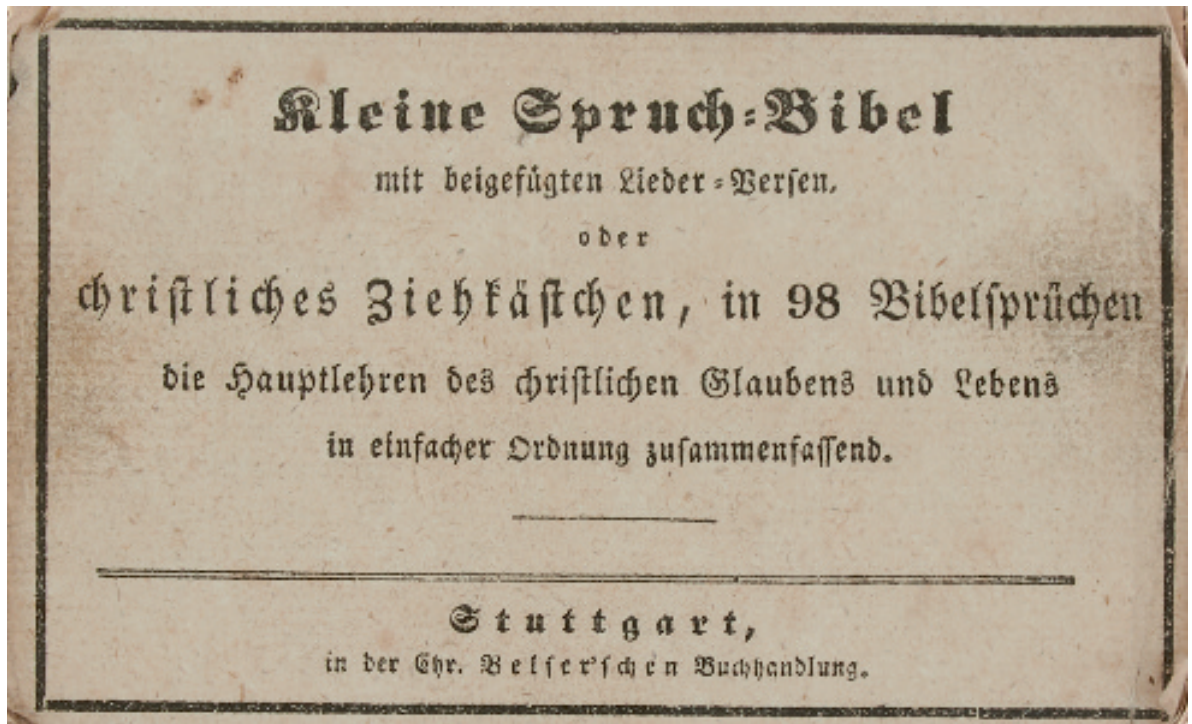 Kleine Spruch-Bibel
mit beigefügten Lieder-Versen,
oder
christliches Ziehkästchen, in 98 Bibelsprüchen
die Hauptlehren des christlichen Glaubens und Lebens
in einfacher Ordnung zusammenfassend.
Stuttgart,
in der Chr. Belser'schen Buchhandlung.